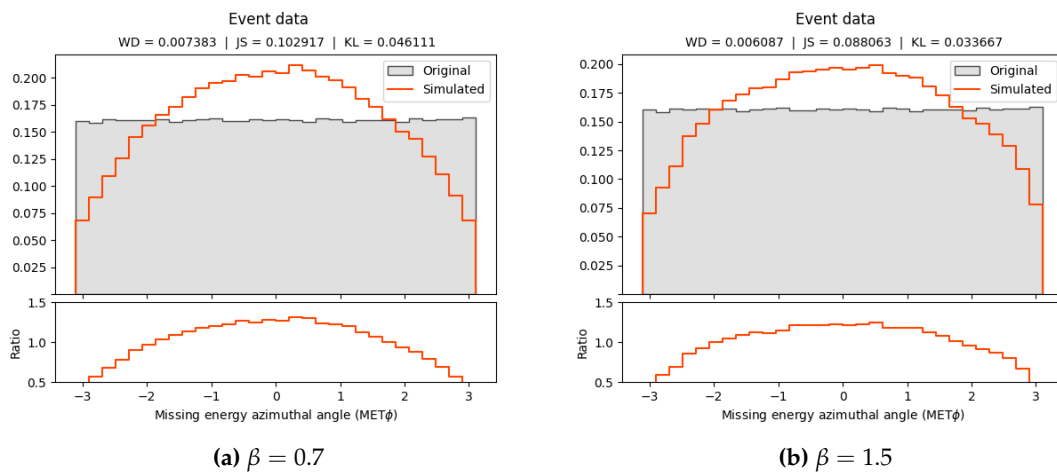 Event data
WD = 0.007383 | JS = 0.102917 | KL = 0.046111
Original
Simulated
0.200
0.175
0.150
0.125
0.100
0.075
0.050
0.025
1.5
1.0
0.5
Ratio
−3 −2 −1 0 1 2 3
Missing energy azimuthal angle (METϕ)
(a) β = 0.7
Event data
WD = 0.006087 | JS = 0.088063 | KL = 0.033667
Original
Simulated
0.200
0.175
0.150
0.125
0.100
0.075
0.050
0.025
1.5
1.0
0.5
Ratio
−3 −2 −1 0 1 2 3
Missing energy azimuthal angle (METϕ)
(b) β = 1.5